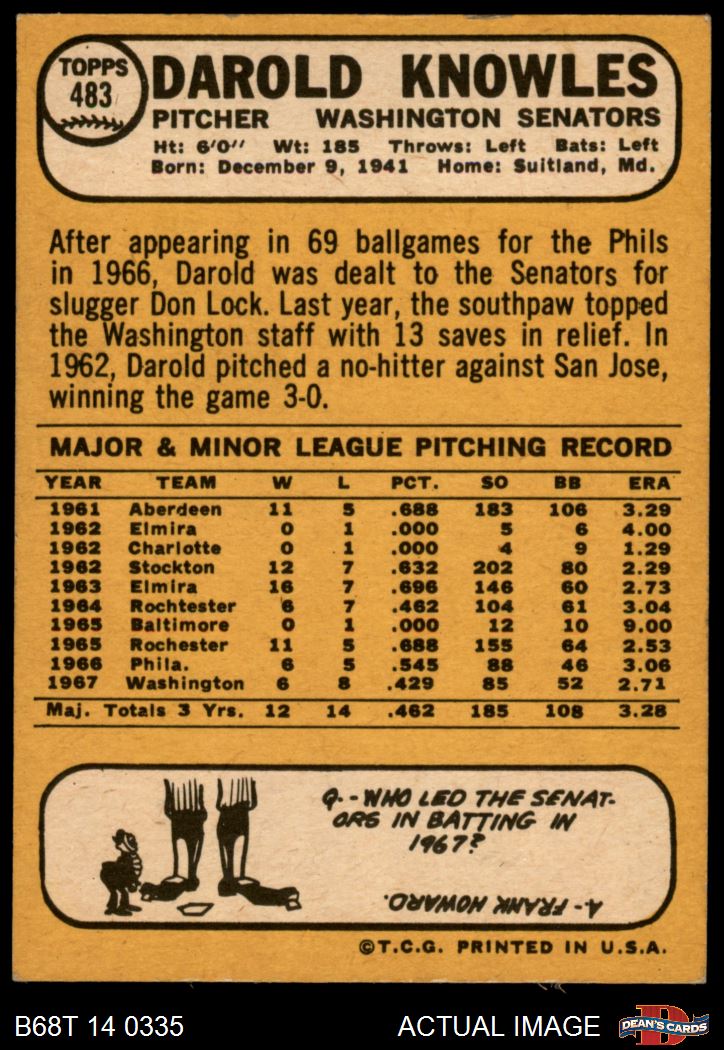 TOPPS
483
DAROLD KNOWLES
PITCHER WASHINGTON SENATORS
Ht: 6'0" Wt: 185 Throws: Left Bats: Left
Born: December 9, 1941 Home: Suitland, Md.
After appearing in 69 ballgames for the Phils
in 1966, Darold was dealt to the Senators for
slugger Don Lock. Last year, the southpaw topped
the Washington staff with 13 saves in relief. In
1962, Darold pitched a no-hitter against San Jose,
winning the game 3-0.
MAJOR & MINOR LEAGUE PITCHING RECORD
YEAR TEAM W L PCT. SO BB ERA
1961 Aberdeen 11 5 .688 183 106 3.29
1962 Elmira 0 1 .000 5 6 4.00
1962 Charlotte 0 1 .000 4 9 1.29
1962 Stockton 12 7 .632 202 80 2.29
1963 Elmira 16 7 .696 146 60 2.73
1964 Rochtester 6 7 .462 104 61 3.04
1965 Baltimore 0 1 .000 12 10 9.00
1965 Rochester 11 5 .688 155 64 2.53
1966 Phila. 6 5 .545 88 46 3.06
1967 Washington 6 8 .429 85 52 2.71
Maj. Totals 3 Yrs. 12 14 .462 185 108 3.28
Q.-WHO LED THE SENAT-
ORS IN BATTING IN
1967?
A-FRANK HOWARD.
©T.C.G. PRINTED IN U.S.A.
B68T 14 0335 ACTUAL IMAGE
D
DEAN'S CARDS